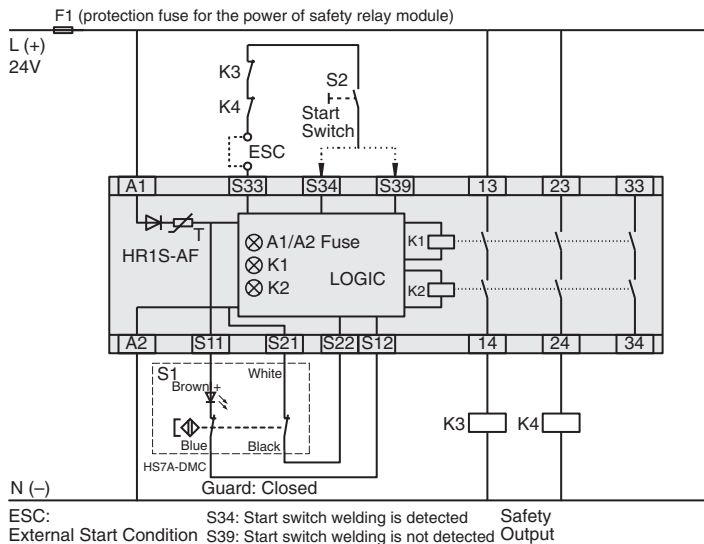 F1 (protection fuse for the power of safety relay module)
L (+)
24V
K3
K4
S2
Start
Switch
ESC
A1
S33
S34
S39
13
23
33
T
HR1S-AF
A1/A2 Fuse
K1
K2
LOGIC
K1
K2
A2
S11
S21
S22
S12
14
24
34
S1
White
Brown +
Blue
Black
HS7A-DMC
K3
K4
N (–)
Guard: Closed
ESC:
External Start Condition
S34: Start switch welding is detected
S39: Start switch welding is not detected
Safety
Output